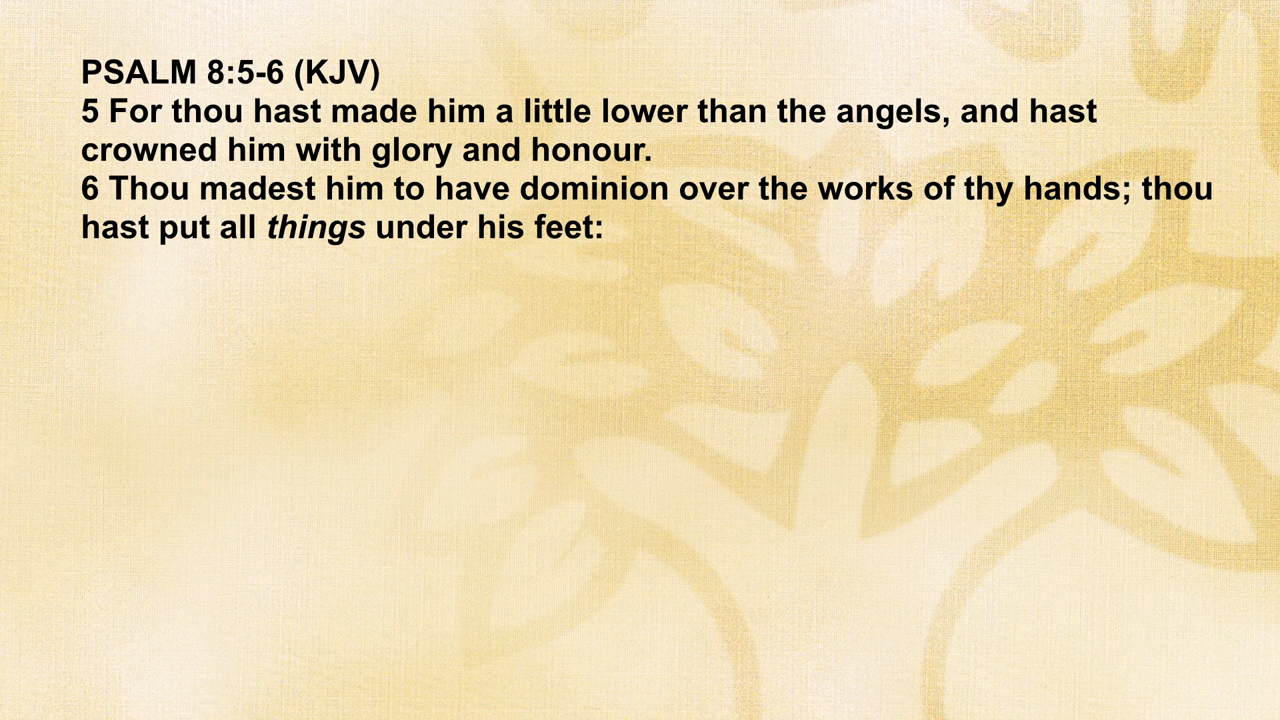 PSALM 8:5-6 (KJV)
5 For thou hast made him a little lower than the angels, and hast
crowned him with glory and honour.
6 Thou madest him to have dominion over the works of thy hands; thou
hast put all things under his feet: